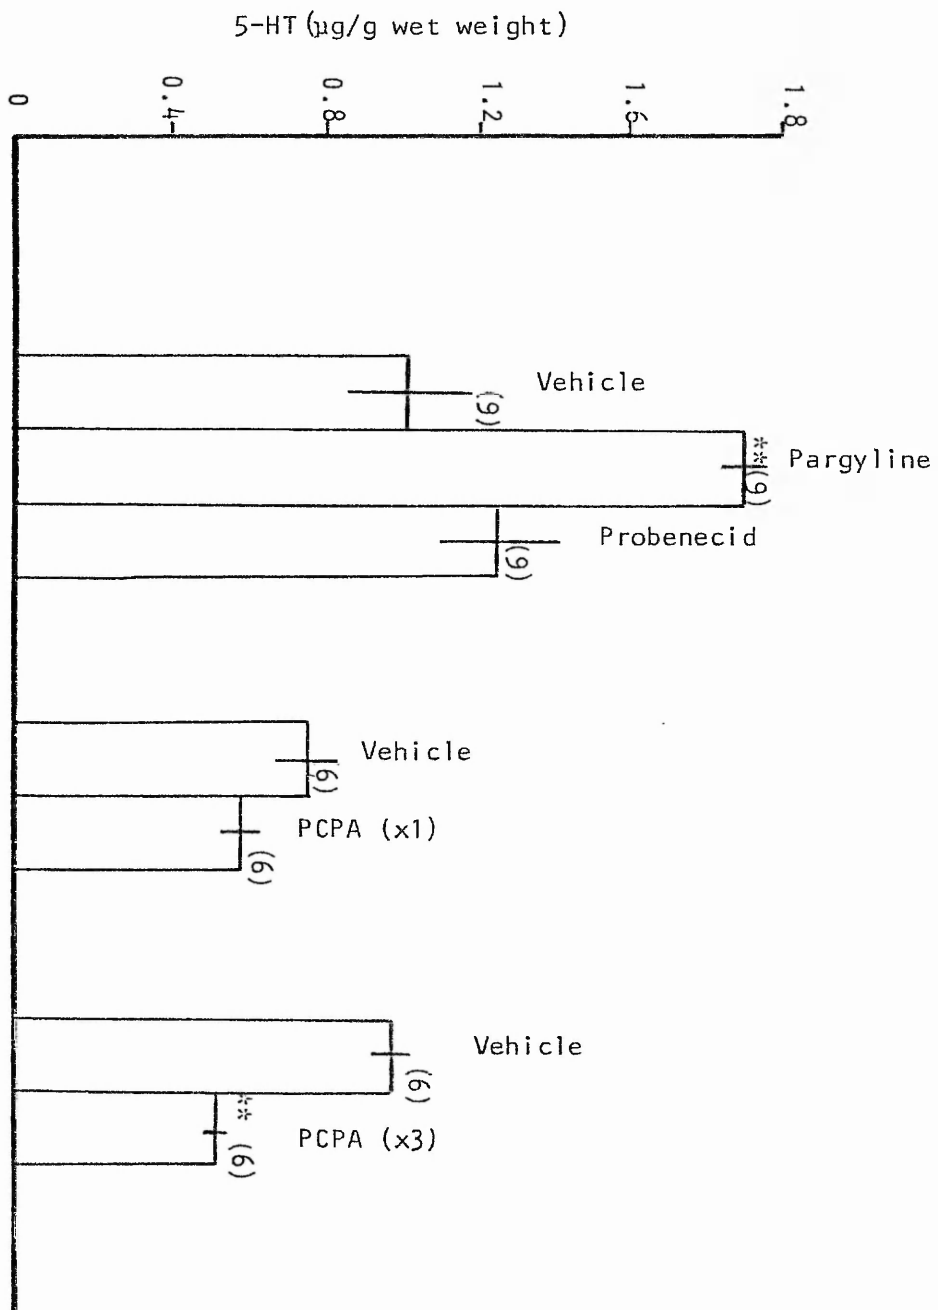 5-HT (µg/g wet weight)
0
0.4
0.8
1.2
1.6
1.8
Vehicle
(9)
Pargyline
**(9)
Probenecid
(9)
Vehicle
(6)
PCPA (x1)
(6)
Vehicle
(6)
PCPA (x3)
** (6)